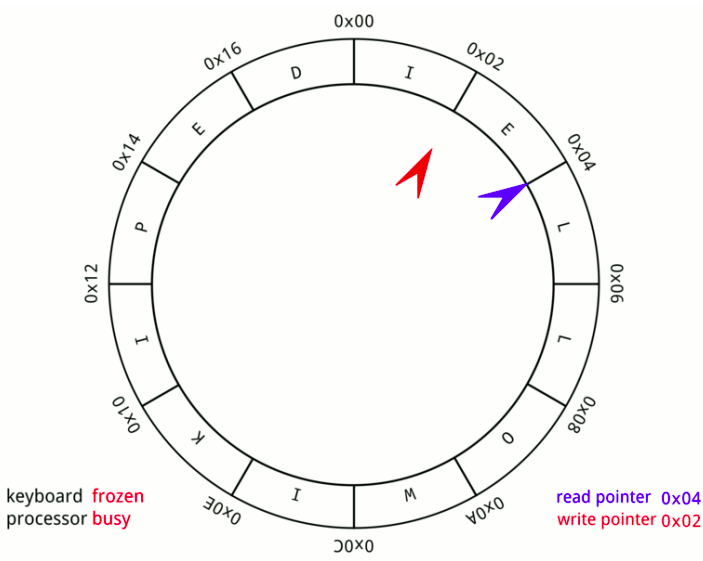 0x00
0x02
0x04
0x06
0x08
0x0A
0x0C
0x0E
0x10
0x12
0x14
0x16
I
E
L
L
O
W
I
K
I
P
E
D
keyboard frozen
processor busy
read pointer 0x04
write pointer 0x02